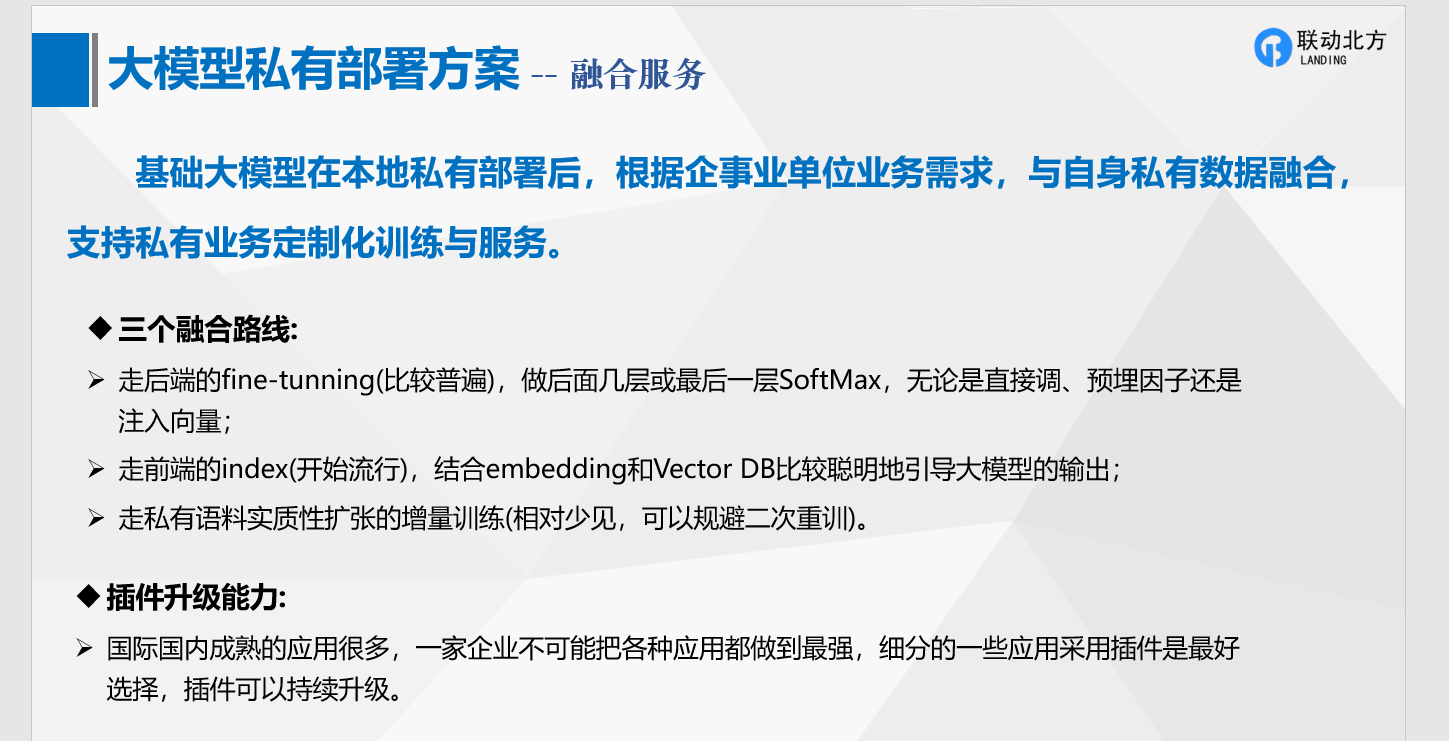 大模型私有部署方案 -- 融合服务
联动北方
LANDING
基础大模型在本地私有部署后，根据企事业单位业务需求，与自身私有数据融合，
支持私有业务定制化训练与服务。
◆三个融合路线:
➢ 走后端的fine-tunning(比较普遍)，做后面几层或最后一层SoftMax，无论是直接调、预埋因子还是
注入向量；
➢ 走前端的index(开始流行)，结合embedding和Vector DB比较聪明地引导大模型的输出；
➢ 走私有语料实质性扩张的增量训练(相对少见，可以规避二次重训)。
◆插件升级能力:
➢ 国际国内成熟的应用很多，一家企业不可能把各种应用都做到最强，细分的一些应用采用插件是最好
选择，插件可以持续升级。